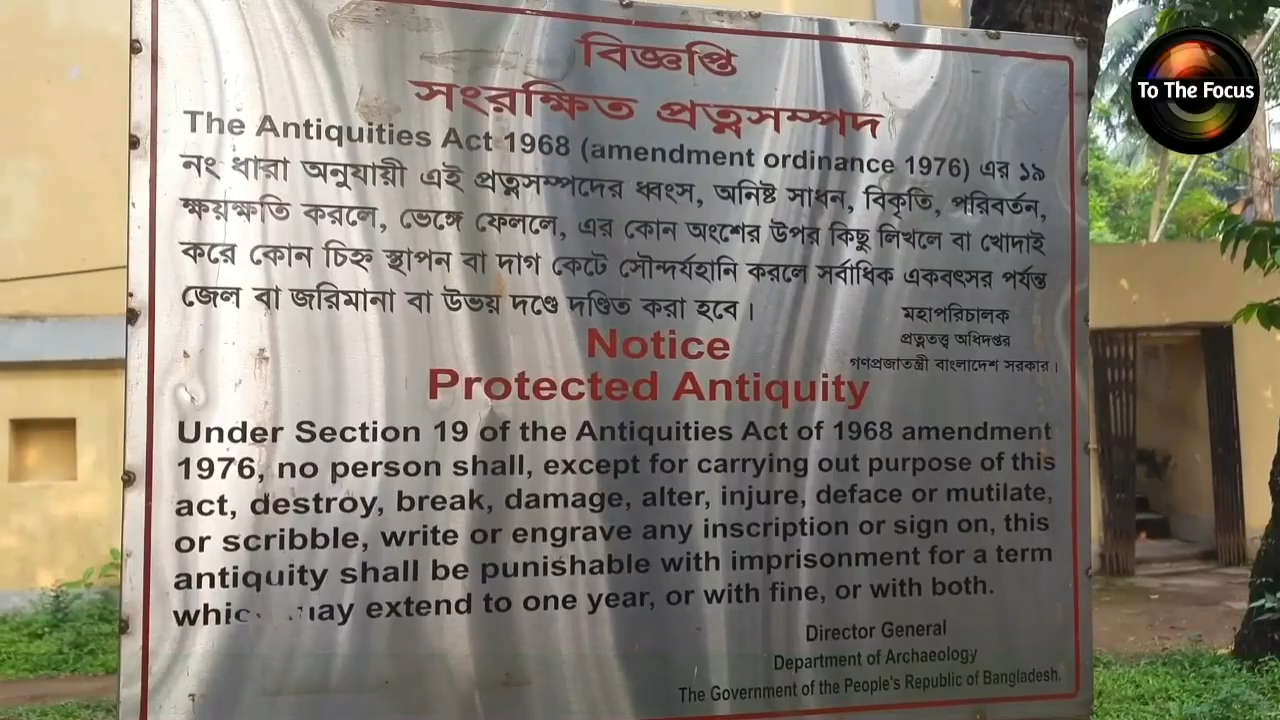 বিজ্ঞপ্তি
সংরক্ষিত প্রত্নসম্পদ
The Antiquities Act 1968 (amendment ordinance 1976) এর ১৯
নং ধারা অনুযায়ী এই প্রত্নসম্পদের ধ্বংস, অনিষ্ট সাধন, বিকৃতি, পরিবর্তন,
ক্ষয়ক্ষতি করলে, ভেঙ্গে ফেললে, এর কোন অংশের উপর কিছু লিখলে বা খোদাই
করে কোন চিহ্ন স্থাপন বা দাগ কেটে সৌন্দর্যহানি করলে সর্বাধিক একবৎসর পর্যন্ত
জেল বা জরিমানা বা উভয় দণ্ডে দণ্ডিত করা হবে।
মহাপরিচালক
প্রত্নতত্ত্ব অধিদপ্তর
গণপ্রজাতন্ত্রী বাংলাদেশ সরকার।
Notice
Protected Antiquity
Under Section 19 of the Antiquities Act of 1968 amendment
1976, no person shall, except for carrying out purpose of this
act, destroy, break, damage, alter, injure, deface or mutilate,
or scribble, write or engrave any inscription or sign on, this
antiquity shall be punishable with imprisonment for a term
extend to one year, or with fine, or with both.
Director General
Department of Archaeology
The Government of the People's Republic of Bangladesh.
To The Focus